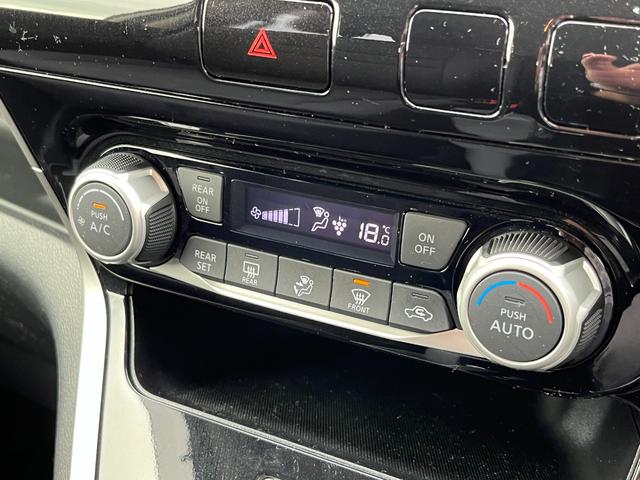 PUSH
A/C
REAR
ON
OFF
18.0
ON
OFF
REAR
SET
REAR
FRONT
PUSH
AUTO